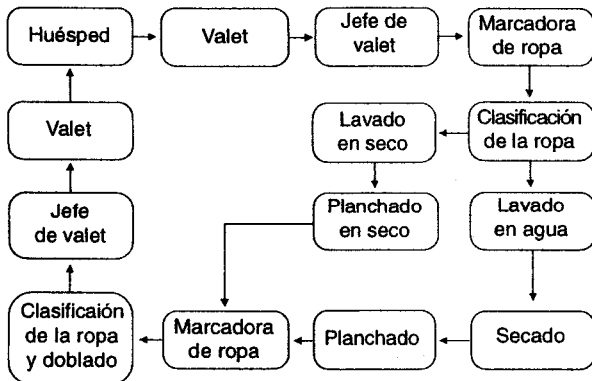 Huésped
Valet
Jefe de
valet
Marcadora
de ropa
Lavado
en seco
Clasificación
de la ropa
Valet
Planchado
en seco
Lavado
en agua
Jefe
de valet
Clasificaión
de la ropa
y doblado
Marcadora
de ropa
Planchado
Secado